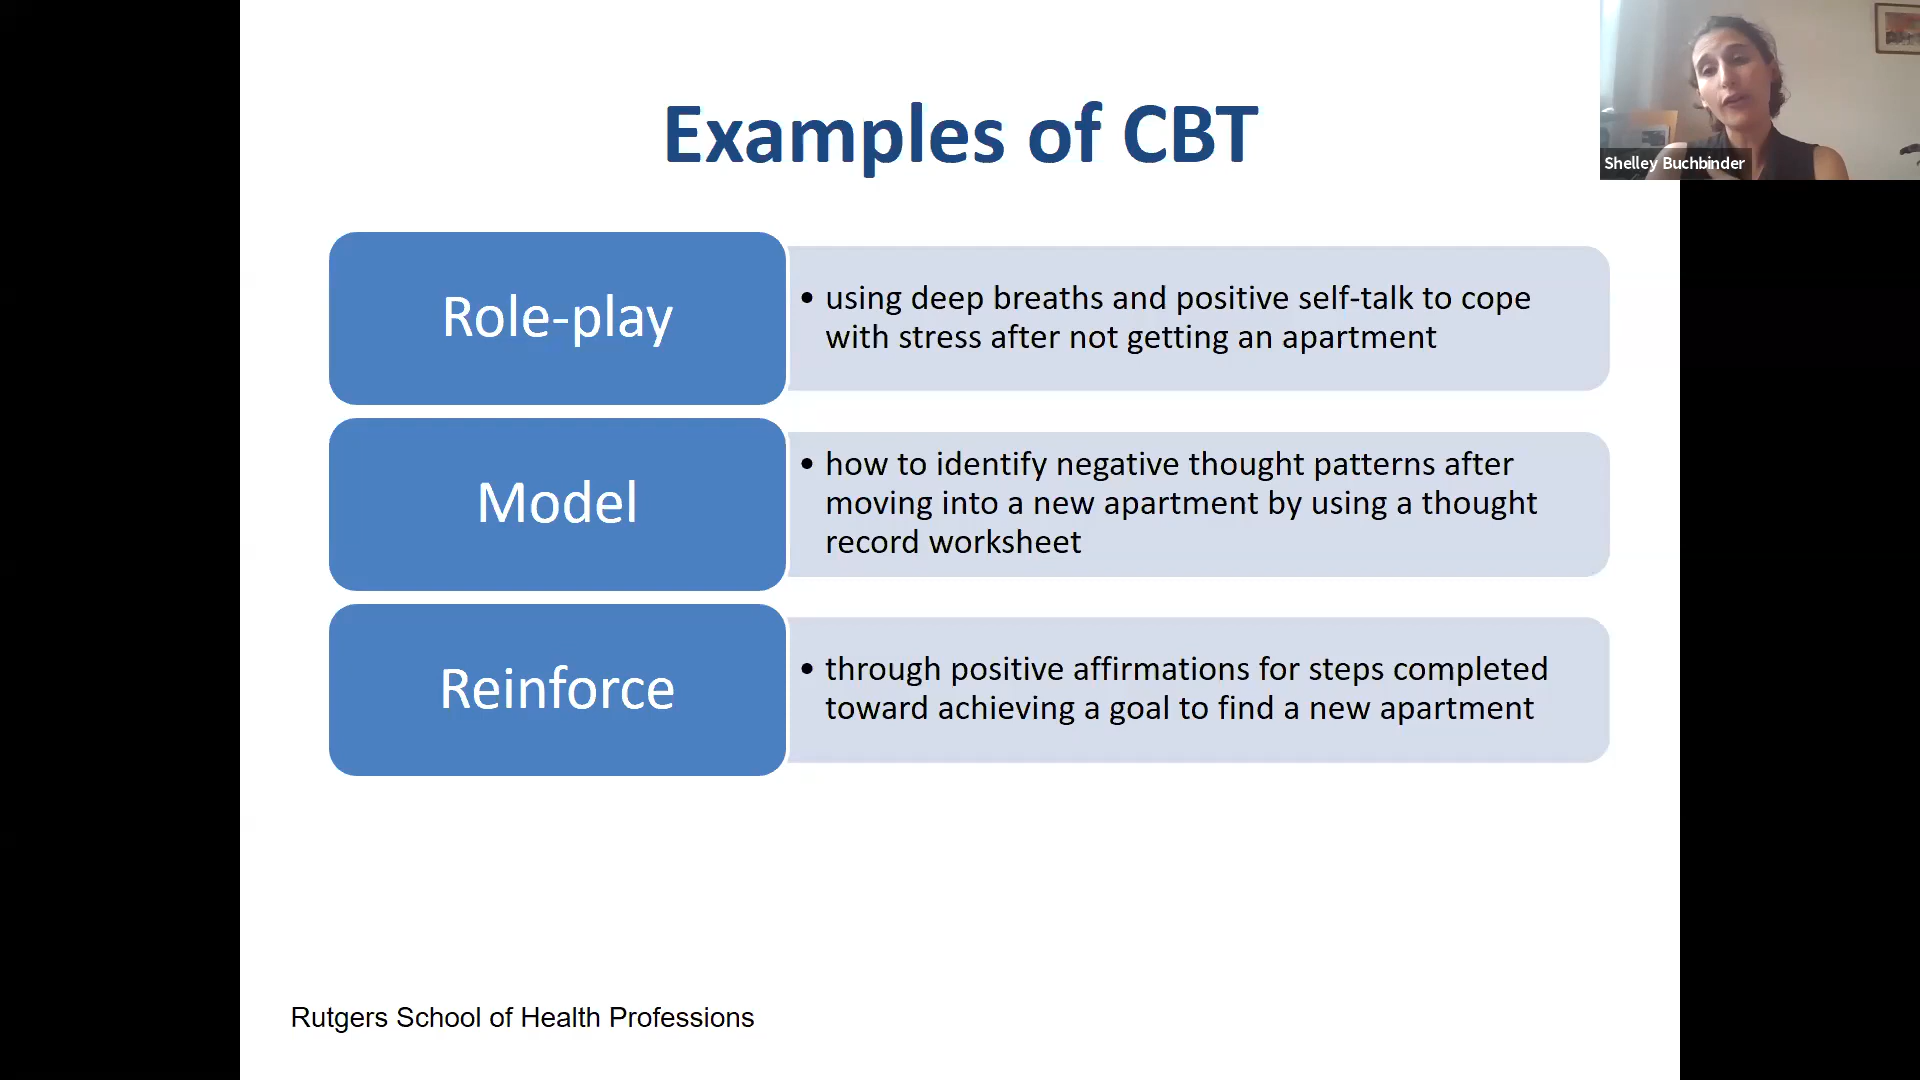 Examples of CBT
Shelley Buchbinder
Role-play
• using deep breaths and positive self-talk to cope
with stress after not getting an apartment
Model
• how to identify negative thought patterns after
moving into a new apartment by using a thought
record worksheet
Reinforce
• through positive affirmations for steps completed
toward achieving a goal to find a new apartment
Rutgers School of Health Professions